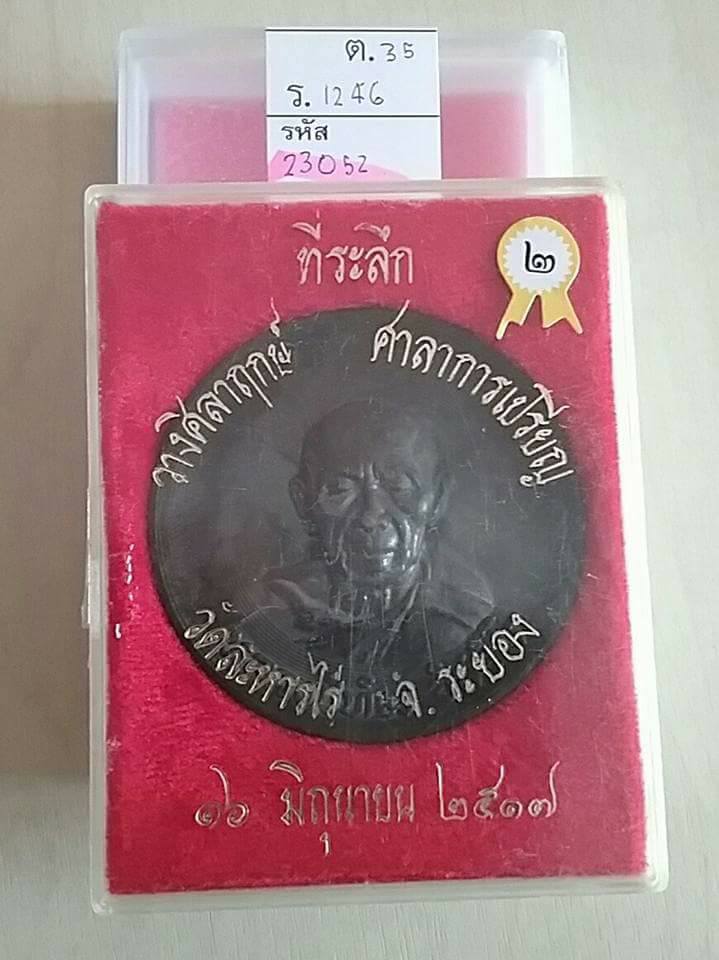 ต.35
ร.1246
รหัส
23052
ที่ระลึก
๒
วางศิลาฤกษ์ ศาลาการเปรียญ
วัดละหารไร่ จ. ระยอง
๑๖ มิถุนายน ๒๕๑๗